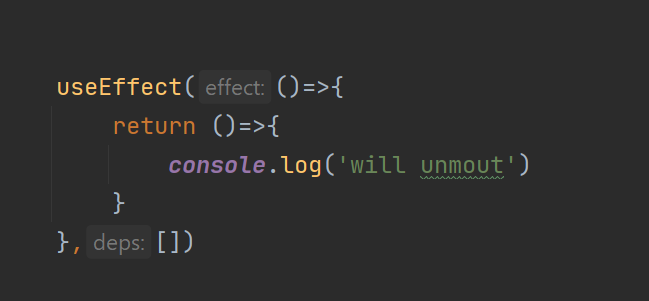 useEffect( effect: ()=>{
return ()=>{
console.log('will unmout')
}
}, deps: [])